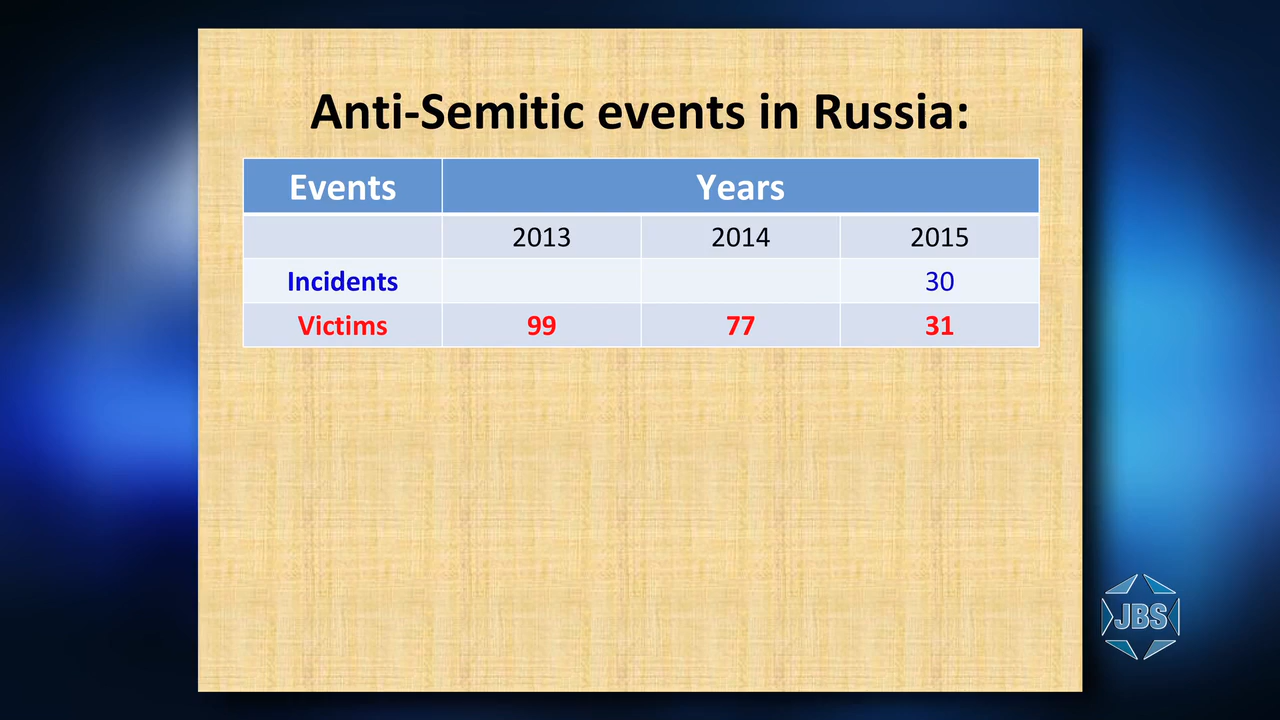 Anti-Semitic events in Russia:
Events Years
2013 2014 2015
Incidents 30
Victims 99 77 31
JBS